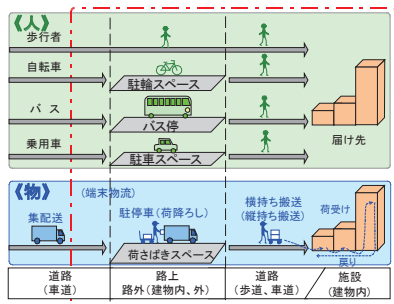 《人》
歩行者
自転車
駐輪スペース
バス
バス停
乗用車
駐車スペース
届け先
《物》
(端末物流)
集配送
駐停車(荷降ろし)
荷さばきスペース
横持ち搬送
(縦持ち搬送)
荷受け
戻り
道路
(車道)
路上
路外(建物内、外)
道路
(歩道、車道)
施設
(建物内)